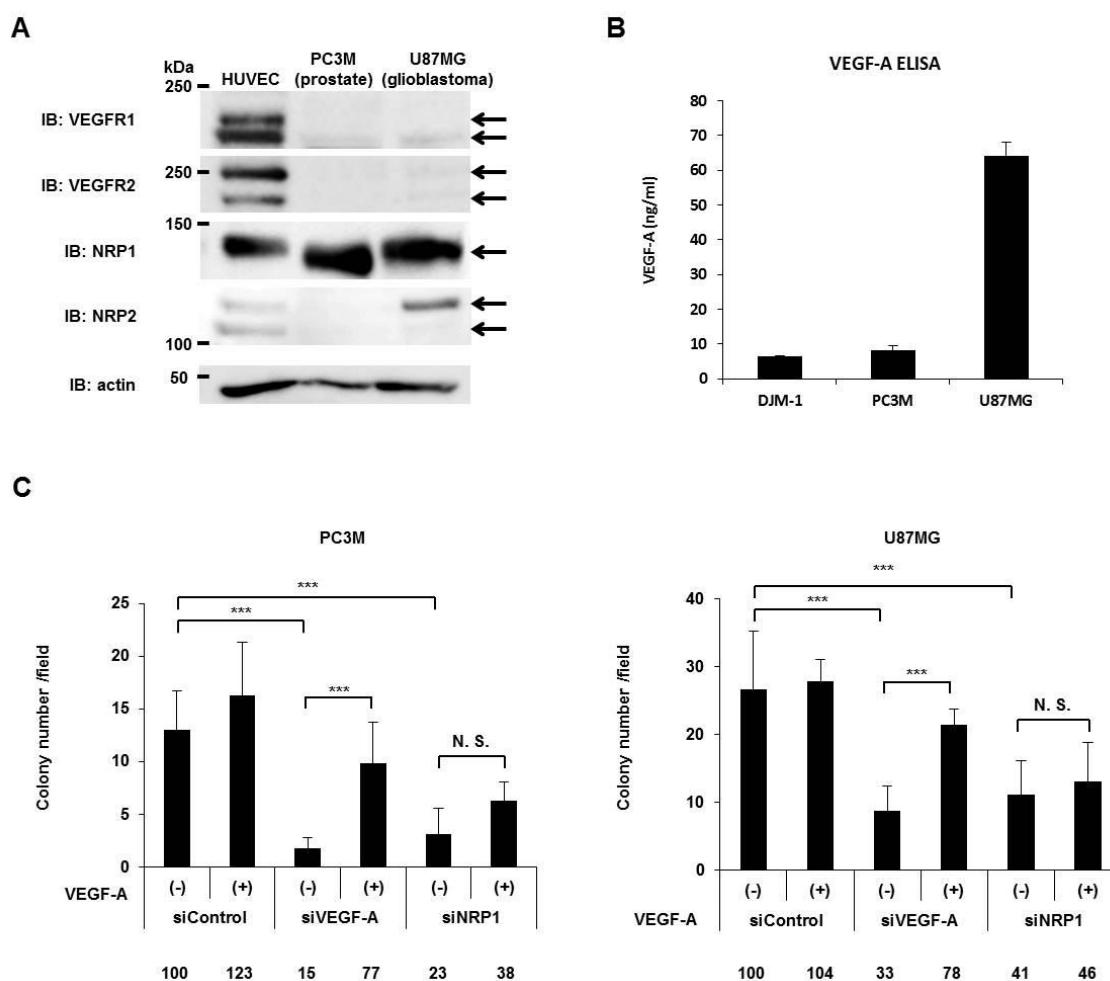 A
kDa
HUVEC
PC3M
(prostate)
U87MG
(glioblastoma)
250
IB: VEGFR1
250
IB: VEGFR2
150
IB: NRP1
IB: NRP2
100
50
IB: actin
B
VEGF-A ELISA
VEGF-A (ng/ml)
80
70
60
50
40
30
20
10
0
DJM-1 PC3M U87MG
C
PC3M
Colony number /field
25
20
15
10
5
0
***
***
***
N. S.
VEGF-A (-) (+) (-) (+) (-) (+)
siControl siVEGF-A siNRP1
100 123 15 77 23 38
U87MG
Colony number /field
40
30
20
10
0
***
***
***
N. S.
(-) (+) (-) (+) (-) (+)
VEGF-A siControl siVEGF-A siNRP1
100 104 33 78 41 46